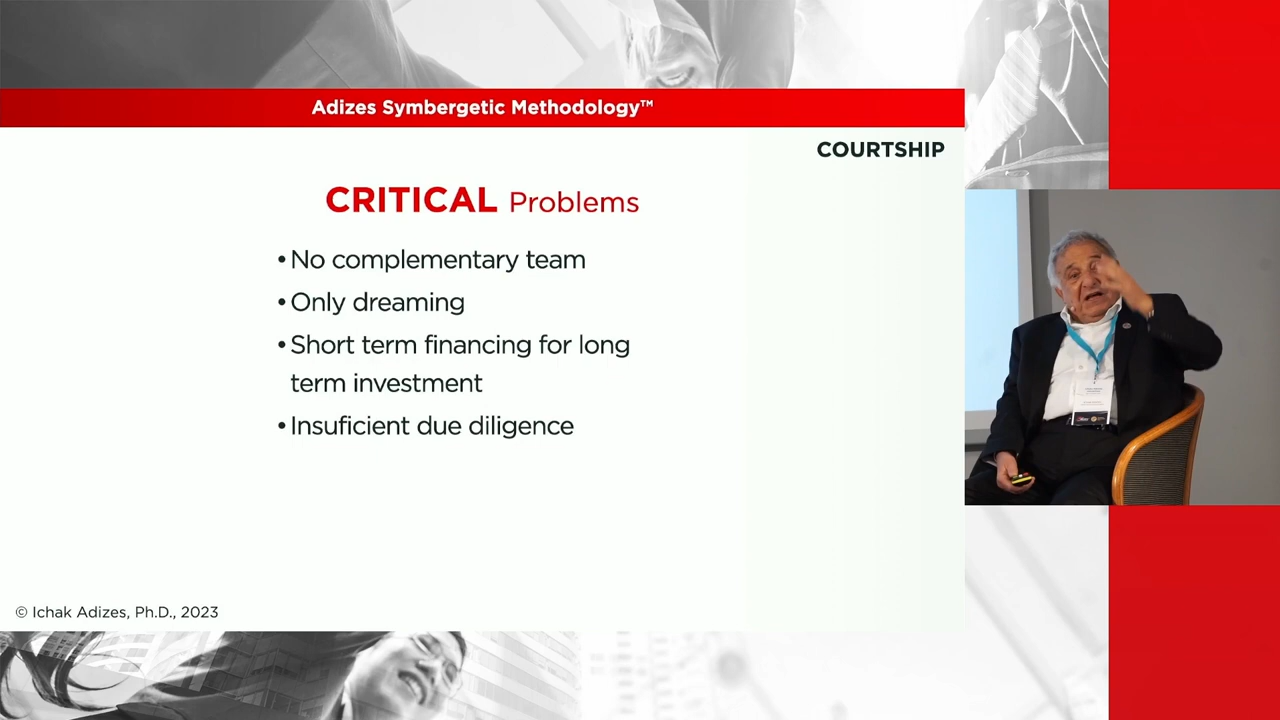 Adizes Symbergetic Methodology™
COURTSHIP
CRITICAL Problems
• No complementary team
• Only dreaming
• Short term financing for long
term investment
• Insuficient due diligence
© Ichak Adizes, Ph.D., 2023